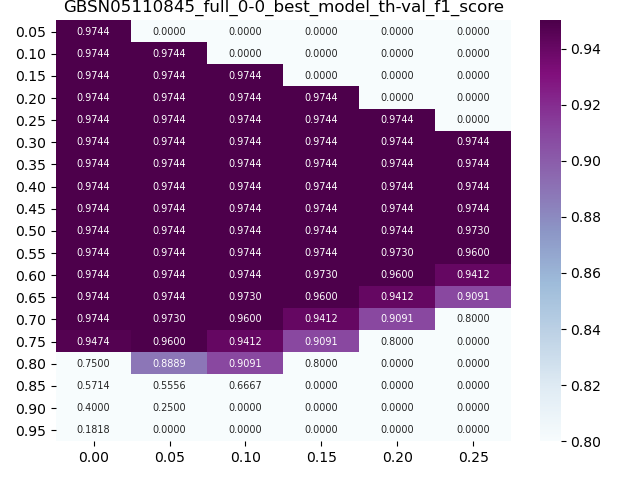 GBSN05110845_full_0-0_best_model_th-val_f1_score
0.05 0.9744 0.0000 0.0000 0.0000 0.0000 0.0000
0.10 0.9744 0.9744 0.0000 0.0000 0.0000 0.0000
0.15 0.9744 0.9744 0.9744 0.0000 0.0000 0.0000
0.20 0.9744 0.9744 0.9744 0.9744 0.0000 0.0000
0.25 0.9744 0.9744 0.9744 0.9744 0.9744 0.0000
0.30 0.9744 0.9744 0.9744 0.9744 0.9744 0.9744
0.35 0.9744 0.9744 0.9744 0.9744 0.9744 0.9744
0.40 0.9744 0.9744 0.9744 0.9744 0.9744 0.9744
0.45 0.9744 0.9744 0.9744 0.9744 0.9744 0.9744
0.50 0.9744 0.9744 0.9744 0.9744 0.9744 0.9730
0.55 0.9744 0.9744 0.9744 0.9744 0.9730 0.9600
0.60 0.9744 0.9744 0.9744 0.9730 0.9600 0.9412
0.65 0.9744 0.9744 0.9730 0.9600 0.9412 0.9091
0.70 0.9744 0.9730 0.9600 0.9412 0.9091 0.8000
0.75 0.9474 0.9600 0.9412 0.9091 0.8000 0.0000
0.80 0.7500 0.8889 0.9091 0.8000 0.0000 0.0000
0.85 0.5714 0.5556 0.6667 0.0000 0.0000 0.0000
0.90 0.4000 0.2500 0.0000 0.0000 0.0000 0.0000
0.95 0.1818 0.0000 0.0000 0.0000 0.0000 0.0000
0.00 0.05 0.10 0.15 0.20 0.25
0.94
0.92
0.90
0.88
0.86
0.84
0.82
0.80